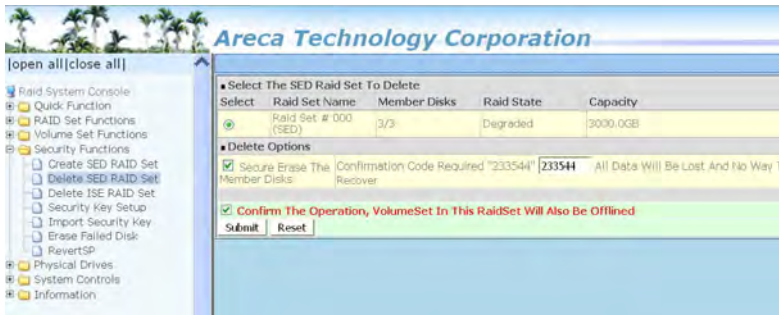 Areca Technology Corporation
|open all|close all|
Raid System Console
Quick Function
RAID Set Functions
Volume Set Functions
Security Functions
Create SED RAID Set
Delete SED RAID Set
Delete ISE RAID Set
Security Key Setup
Import Security Key
Erase Failed Disk
RevertSP
Physical Drives
System Controls
Information
Select The SED Raid Set To Delete
Select Raid Set Name Member Disks Raid State Capacity
Raid Set # 000 (SED) 3/3 Degraded 3000.0GB
Delete Options
Secure Erase The Member Disks Confirmation Code Required "233544" 233544 All Data Will Be Lost And No Way T
Recover
Confirm The Operation, VolumeSet In This RaidSet Will Also Be Offlined
Submit Reset